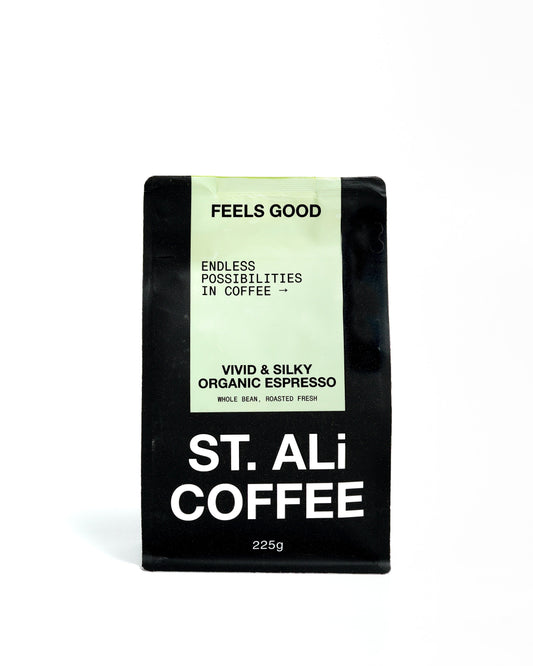 FEELS GOOD
ENDLESS
POSSIBILITIES
IN COFFEE →
VIVID & SILKY
ORGANIC ESPRESSO
WHOLE BEAN, ROASTED FRESH
ST. ALi
COFFEE
225g